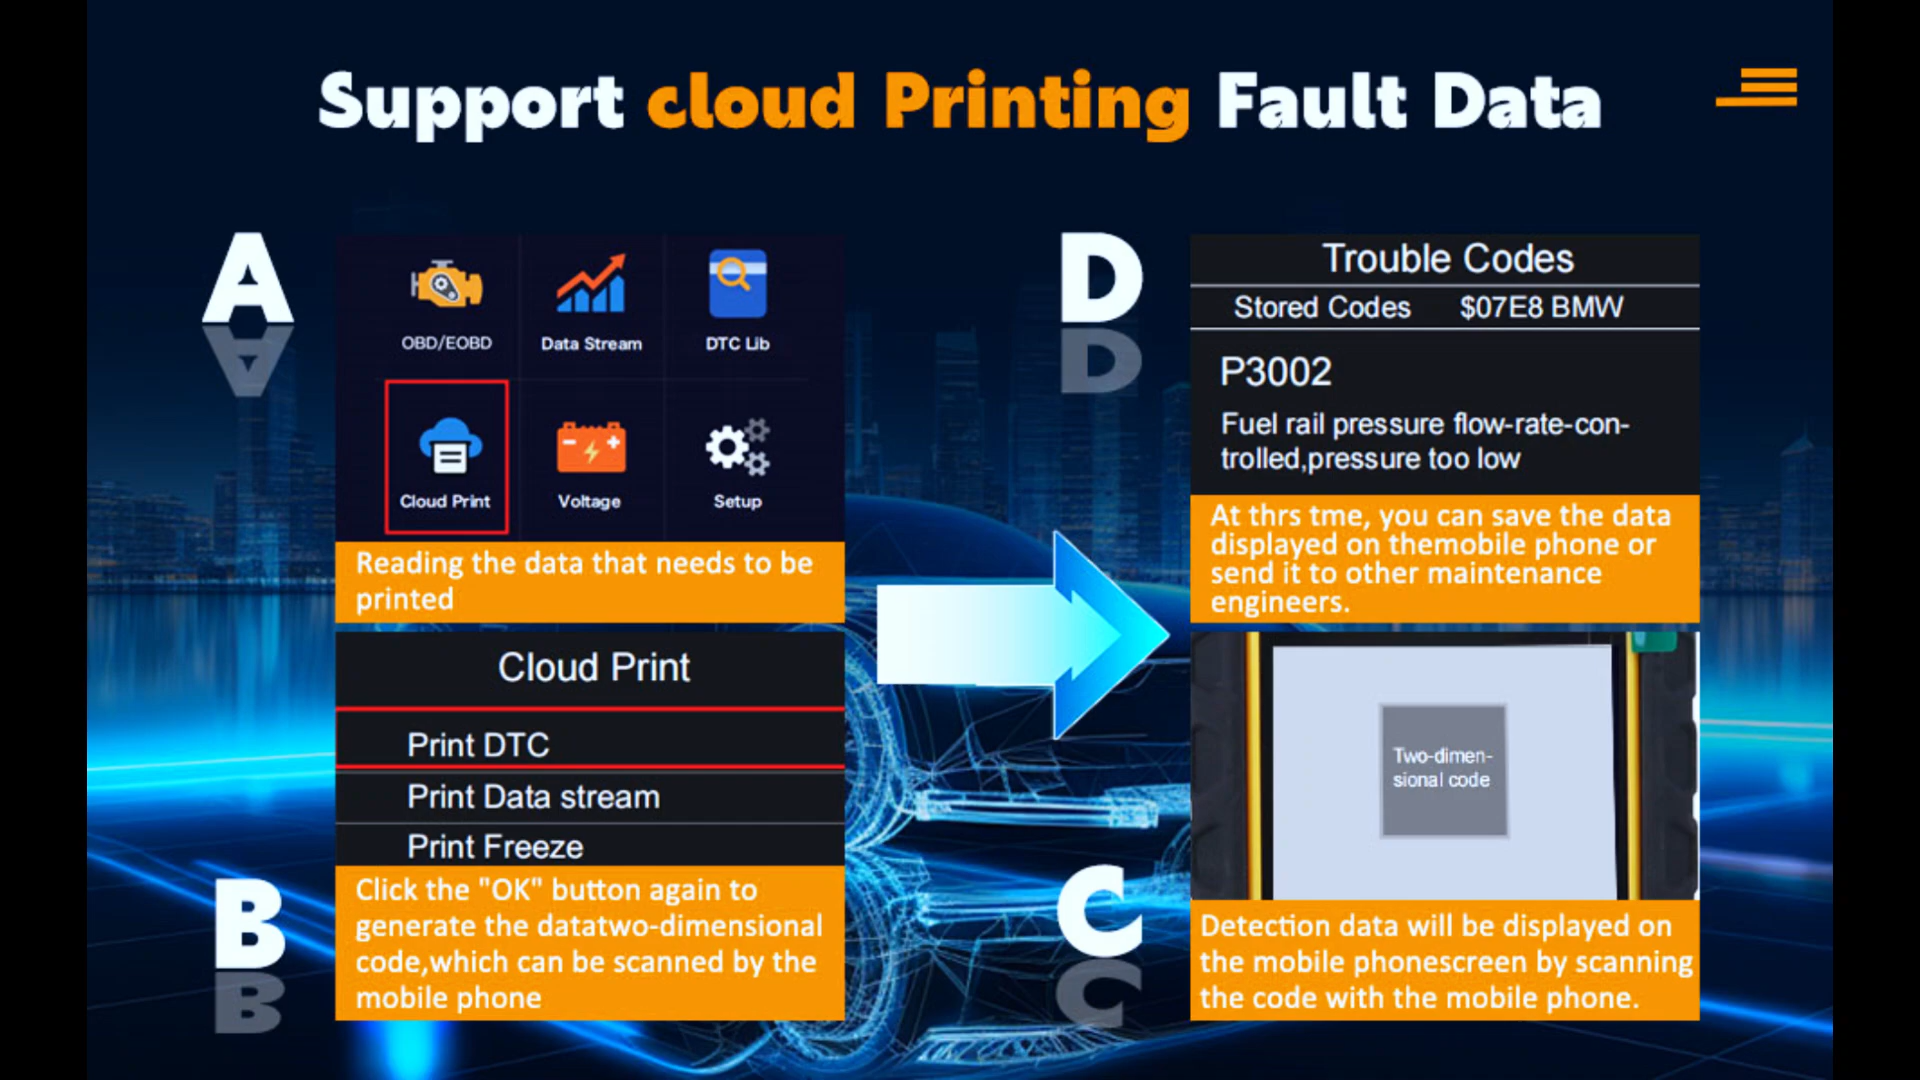 Support cloud Printing Fault Data
A
OBD/EOBD
Data Stream
DTC Lib
Cloud Print
Voltage
Setup
Reading the data that needs to be
printed
B
Cloud Print
Print DTC
Print Data stream
Print Freeze
Click the "OK" button again to
generate the datatwo-dimensional
code,which can be scanned by the
mobile phone
D
Trouble Codes
Stored Codes $07E8 BMW
P3002
Fuel rail pressure flow-rate-con-
trolled,pressure too low
At thrs tme, you can save the data
displayed on themobile phone or
send it to other maintenance
engineers.
C
Two-dimen-
sional code
Detection data will be displayed on
the mobile phonescreen by scanning
the code with the mobile phone.